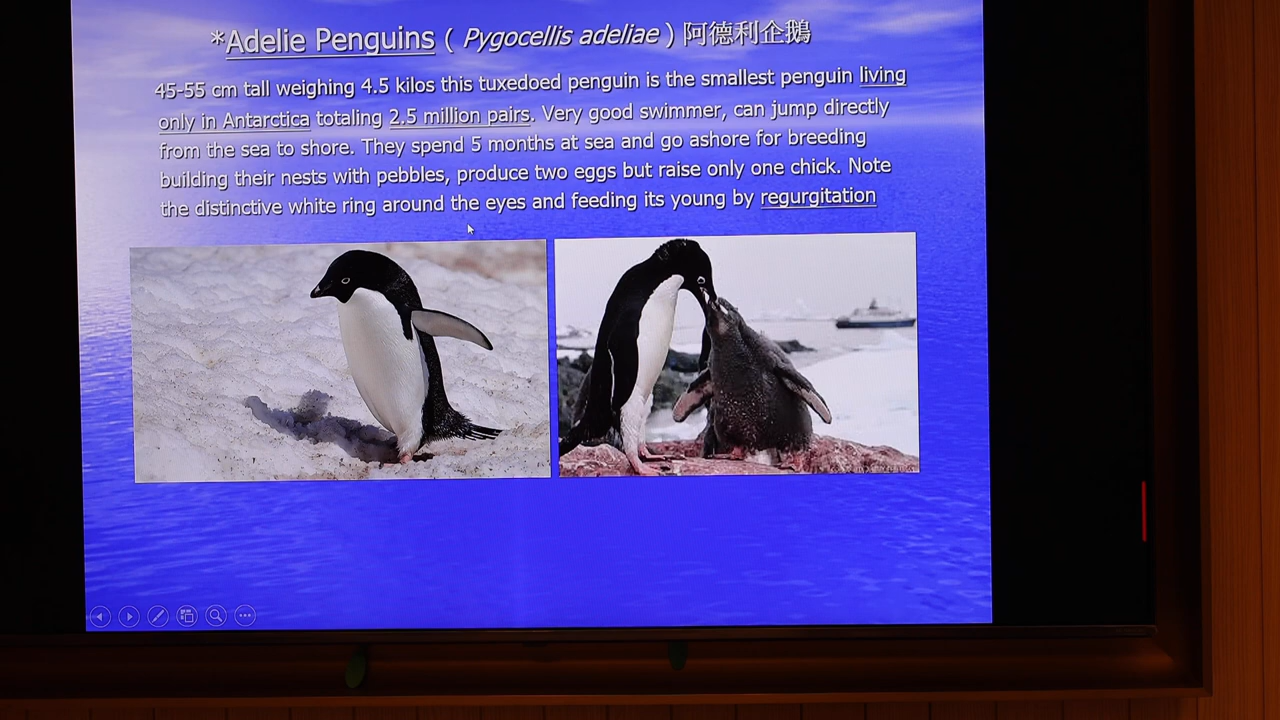 *Adelie Penguins ( Pygocellis adeliae ) 阿德利企鵝
45-55 cm tall weighing 4.5 kilos this tuxedoed penguin is the smallest penguin living
only in Antarctica totaling 2.5 million pairs. Very good swimmer, can jump directly
from the sea to shore. They spend 5 months at sea and go ashore for breeding
building their nests with pebbles, produce two eggs but raise only one chick. Note
the distinctive white ring around the eyes and feeding its young by regurgitation